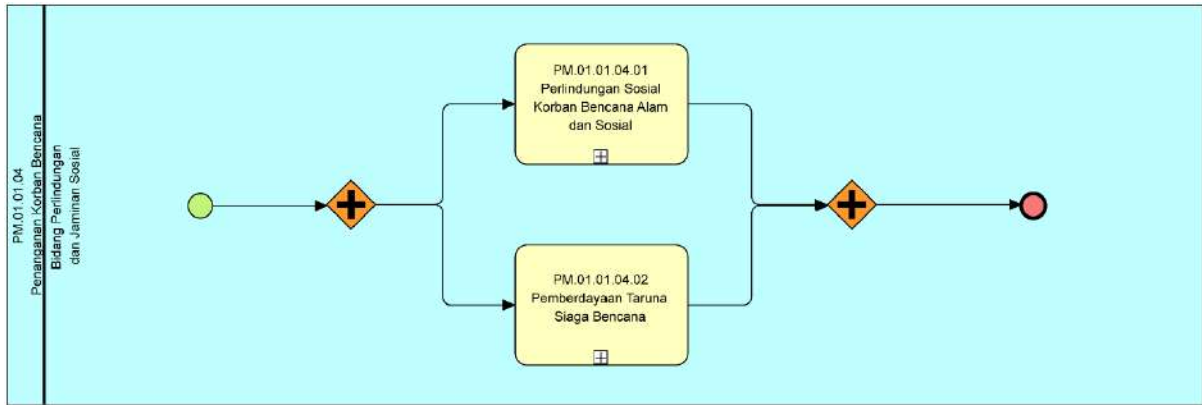 PM.01.01.04
Penanganan Korban Bencana
Bidang Perlindungan
dan Jaminan Sosial
PM.01.01.04.01
Perlindungan Sosial
Korban Bencana Alam
dan Sosial
PM.01.01.04.02
Pemberdayaan Taruna
Siaga Bencana